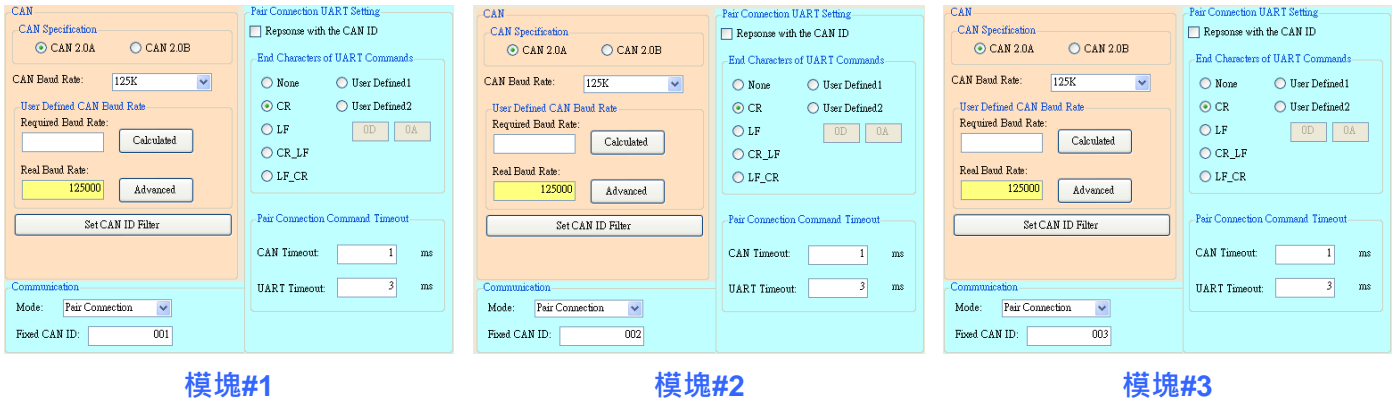 CAN
CAN Specification
CAN 2.0A
CAN 2.0B
CAN Baud Rate:
125K
User Defined CAN Baud Rate
Required Baud Rate:
Calculated
Real Baud Rate:
125000
Advanced
Set CAN ID Filter
Communication
Mode:
Pair Connection
Fixed CAN ID:
001
Pair Connection UART Setting
Repsonse with the CAN ID
End Characters of UART Commands
None
User Defined1
CR
User Defined2
LF
0D
0A
CR_LF
LF_CR
Pair Connection Command Timeout
CAN Timeout:
1
ms
UART Timeout:
3
ms
模塊#1
CAN
CAN Specification
CAN 2.0A
CAN 2.0B
CAN Baud Rate:
125K
User Defined CAN Baud Rate
Required Baud Rate:
Calculated
Real Baud Rate:
125000
Advanced
Set CAN ID Filter
Communication
Mode:
Pair Connection
Fixed CAN ID:
002
Pair Connection UART Setting
Repsonse with the CAN ID
End Characters of UART Commands
None
User Defined1
CR
User Defined2
LF
0D
0A
CR_LF
LF_CR
Pair Connection Command Timeout
CAN Timeout:
1
ms
UART Timeout:
3
ms
模塊#2
CAN
CAN Specification
CAN 2.0A
CAN 2.0B
CAN Baud Rate:
125K
User Defined CAN Baud Rate
Required Baud Rate:
Calculated
Real Baud Rate:
125000
Advanced
Set CAN ID Filter
Communication
Mode:
Pair Connection
Fixed CAN ID:
003
Pair Connection UART Setting
Repsonse with the CAN ID
End Characters of UART Commands
None
User Defined1
CR
User Defined2
LF
0D
0A
CR_LF
LF_CR
Pair Connection Command Timeout
CAN Timeout:
1
ms
UART Timeout:
3
ms
模塊#3